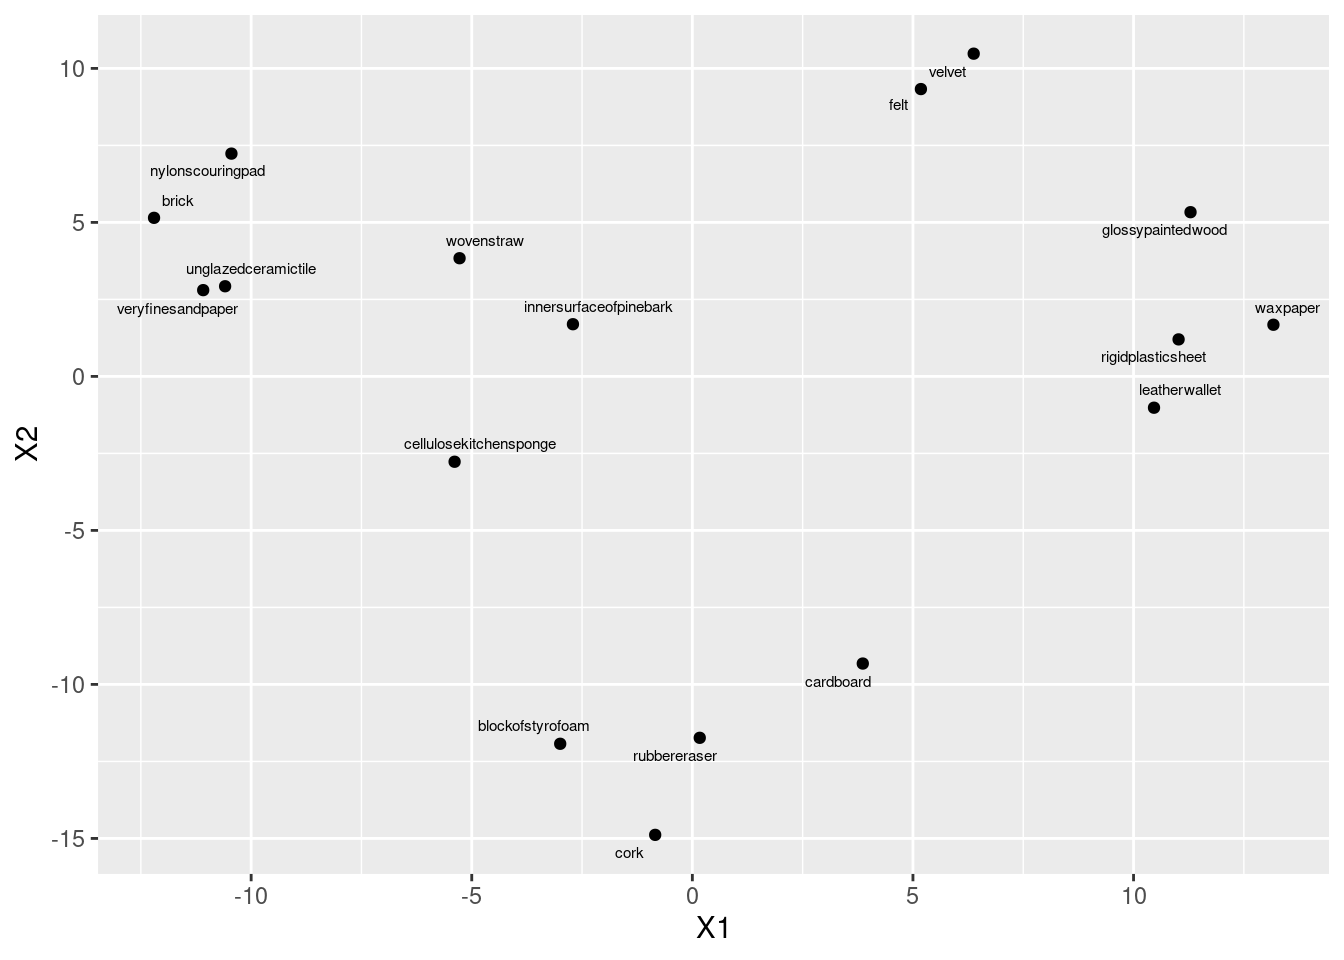 10
5
0
-5
-10
-15
X2
velvet
felt
nylonscouringpad
brick
glossypaintedwood
wovenstraw
unglazedceramictile
veryfinesandpaper
innersurfaceofpinebark
waxpaper
rigidplasticsheet
leatherwallet
cellulosekitchensponge
cardboard
blockofstyrofoam
rubbereraser
cork
-10
-5
0
5
10
X1